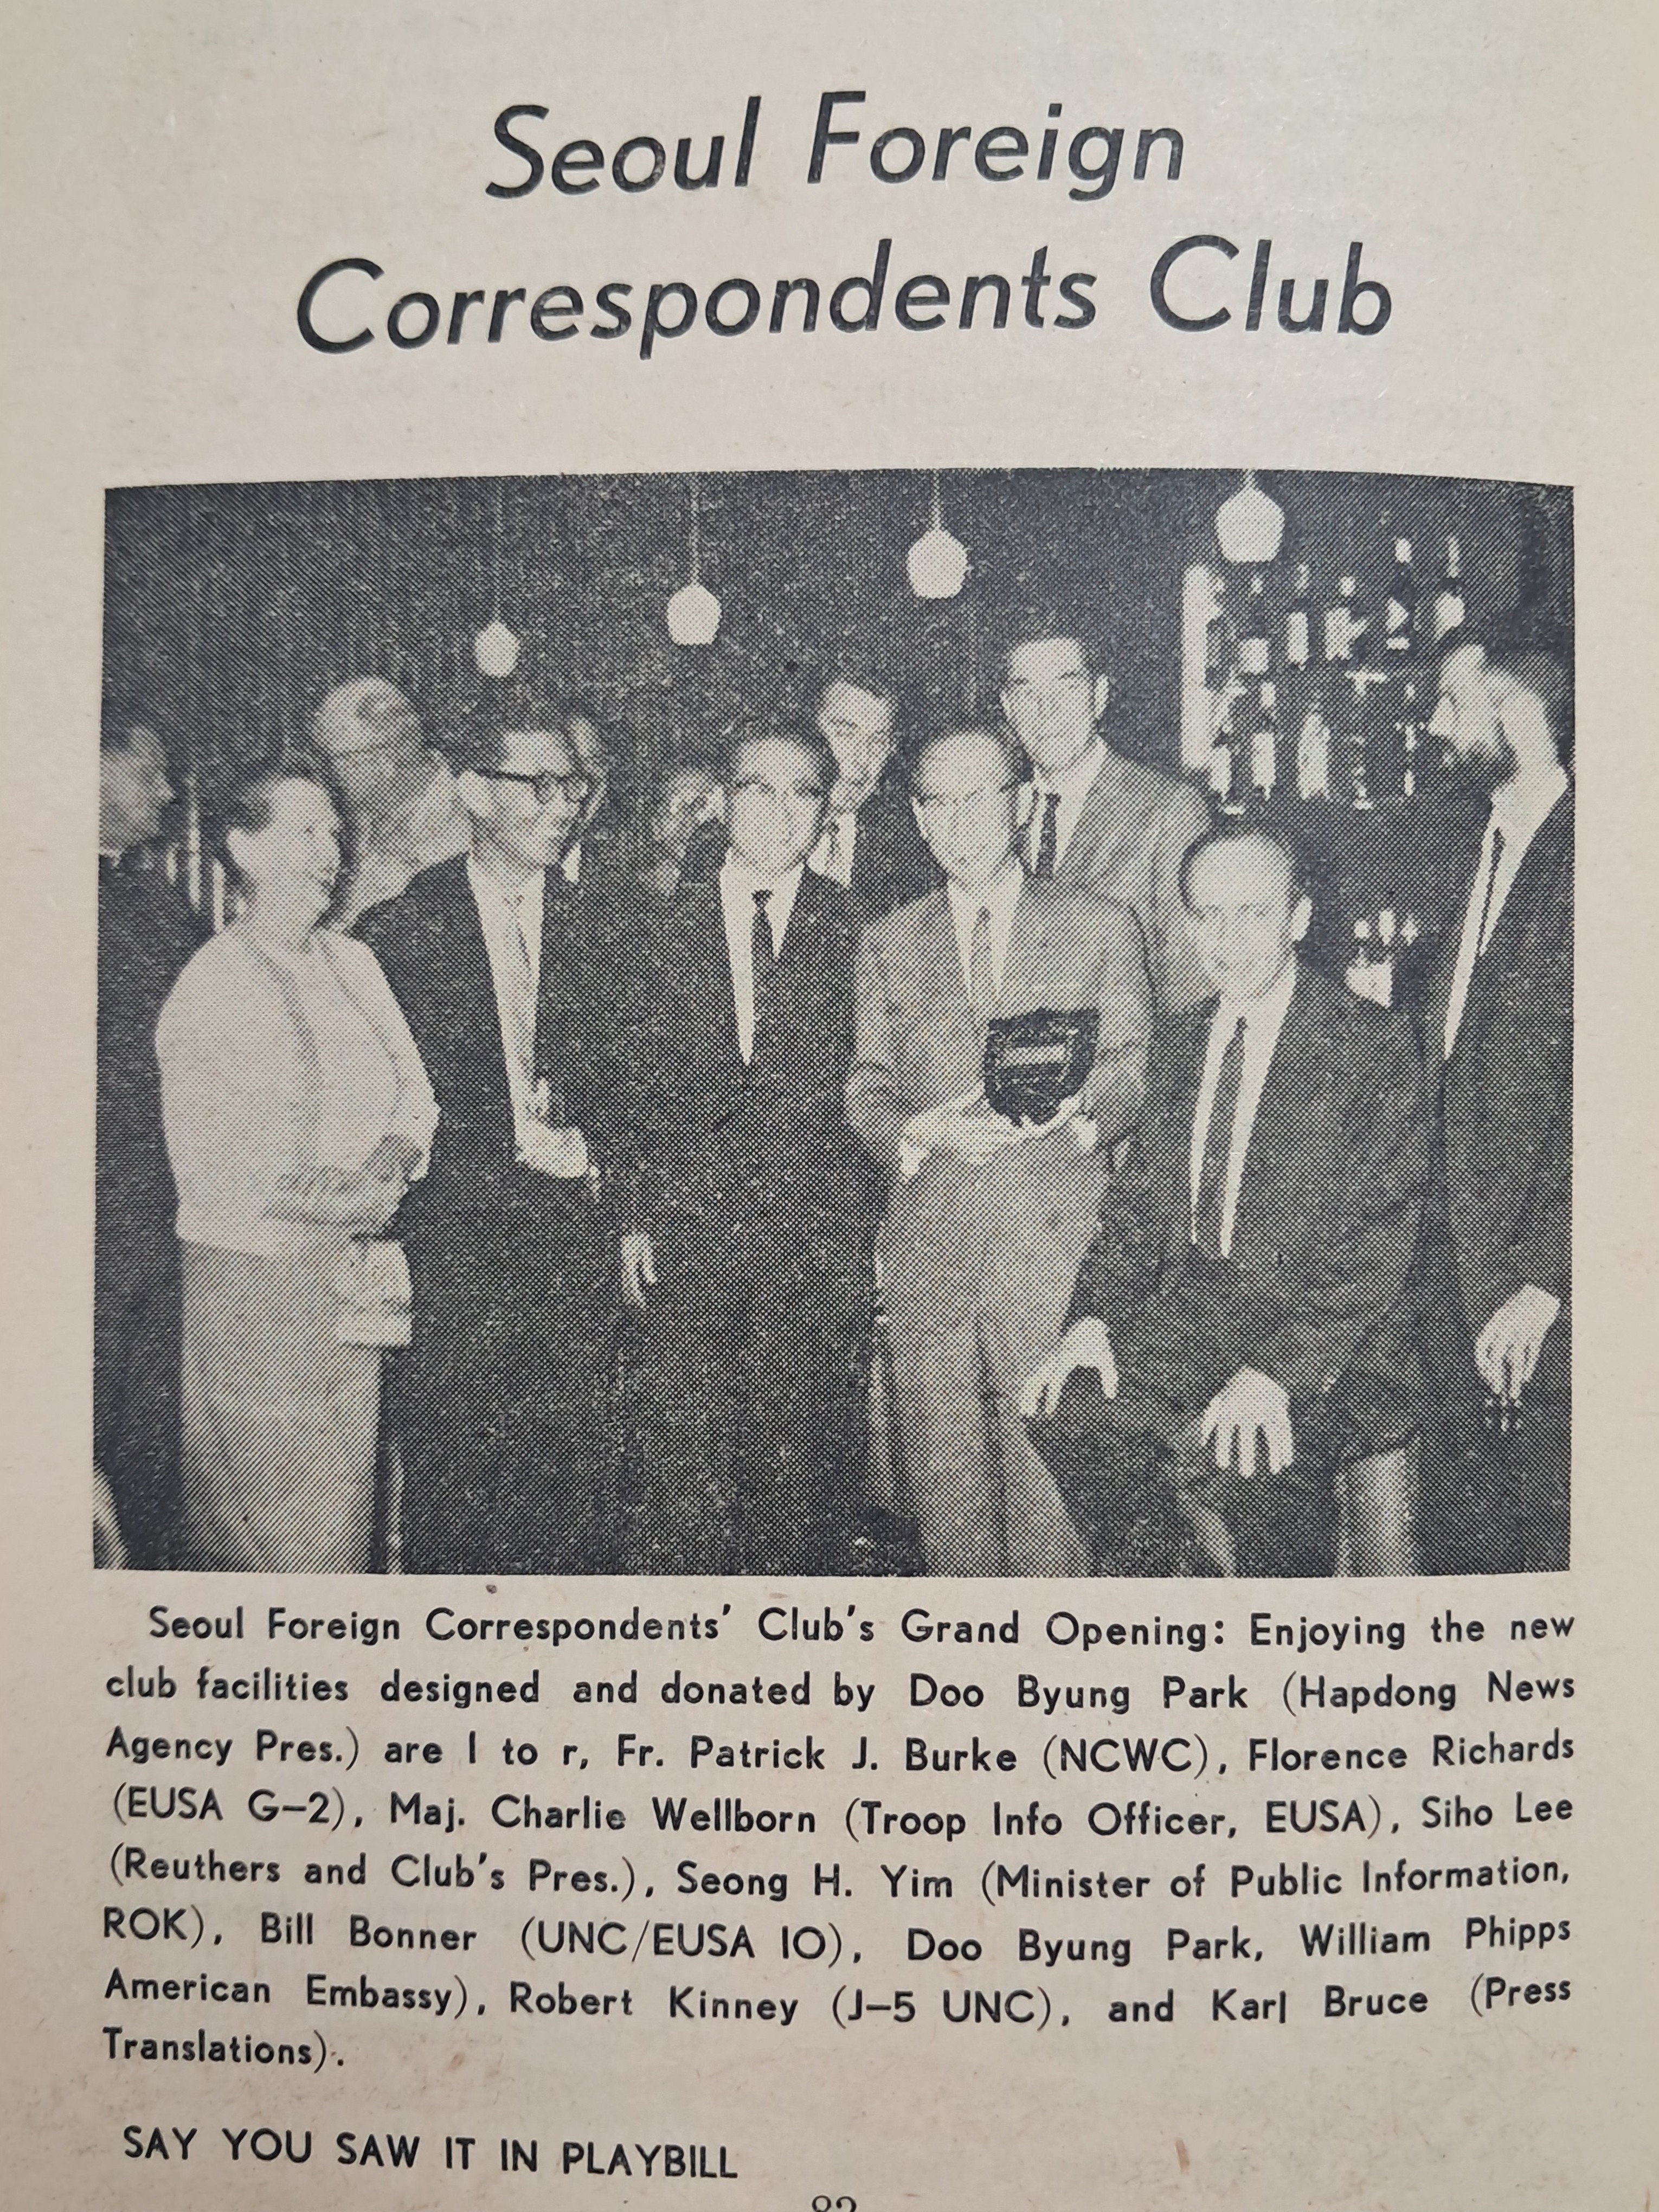 Seoul Foreign
Correspondents Club
Seoul Foreign Correspondents' Club's Grand Opening: Enjoying the new
club facilities designed and donated by Doo Byung Park (Hapdong News
Agency Pres.) are l to r, Fr. Patrick J. Burke (NCWC), Florence Richards
(EUSA G-2), Maj. Charlie Wellborn (Troop Info Officer, EUSA), Siho Lee
(Reuthers and Club's Pres.), Seong H. Yim (Minister of Public Information,
ROK), Bill Bonner (UNC/EUSA IO), Doo Byung Park, William Phipps
American Embassy), Robert Kinney (J-5 UNC), and Karl Bruce (Press
Translations).
SAY YOU SAW IT IN PLAYBILL